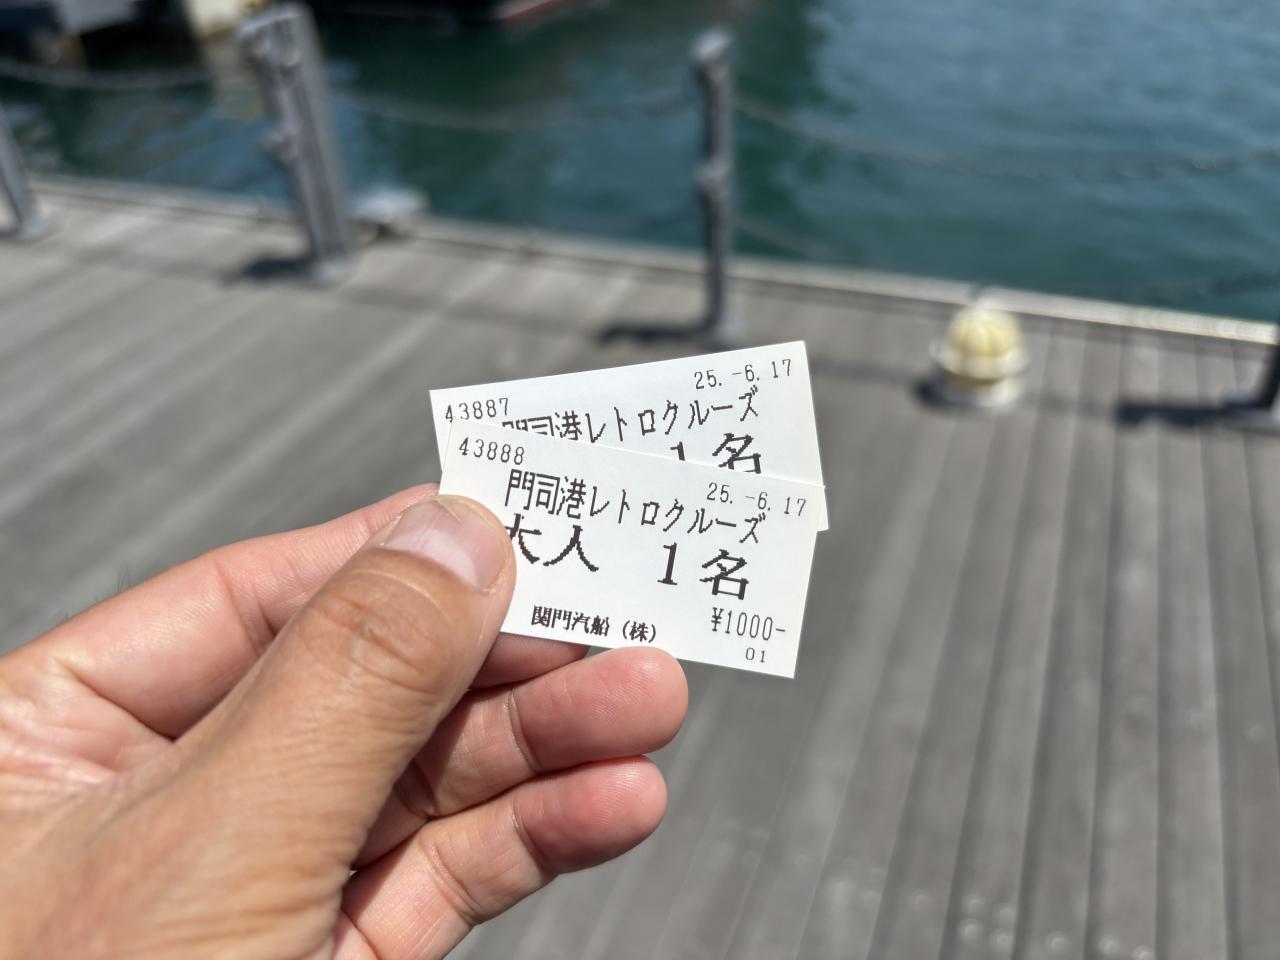 43887
25.-6.17
門司港レトロクルーズ
1名
43888
25.-6.17
門司港レトロクルーズ
大人 1名
¥1000-
関門汽船(株)
01